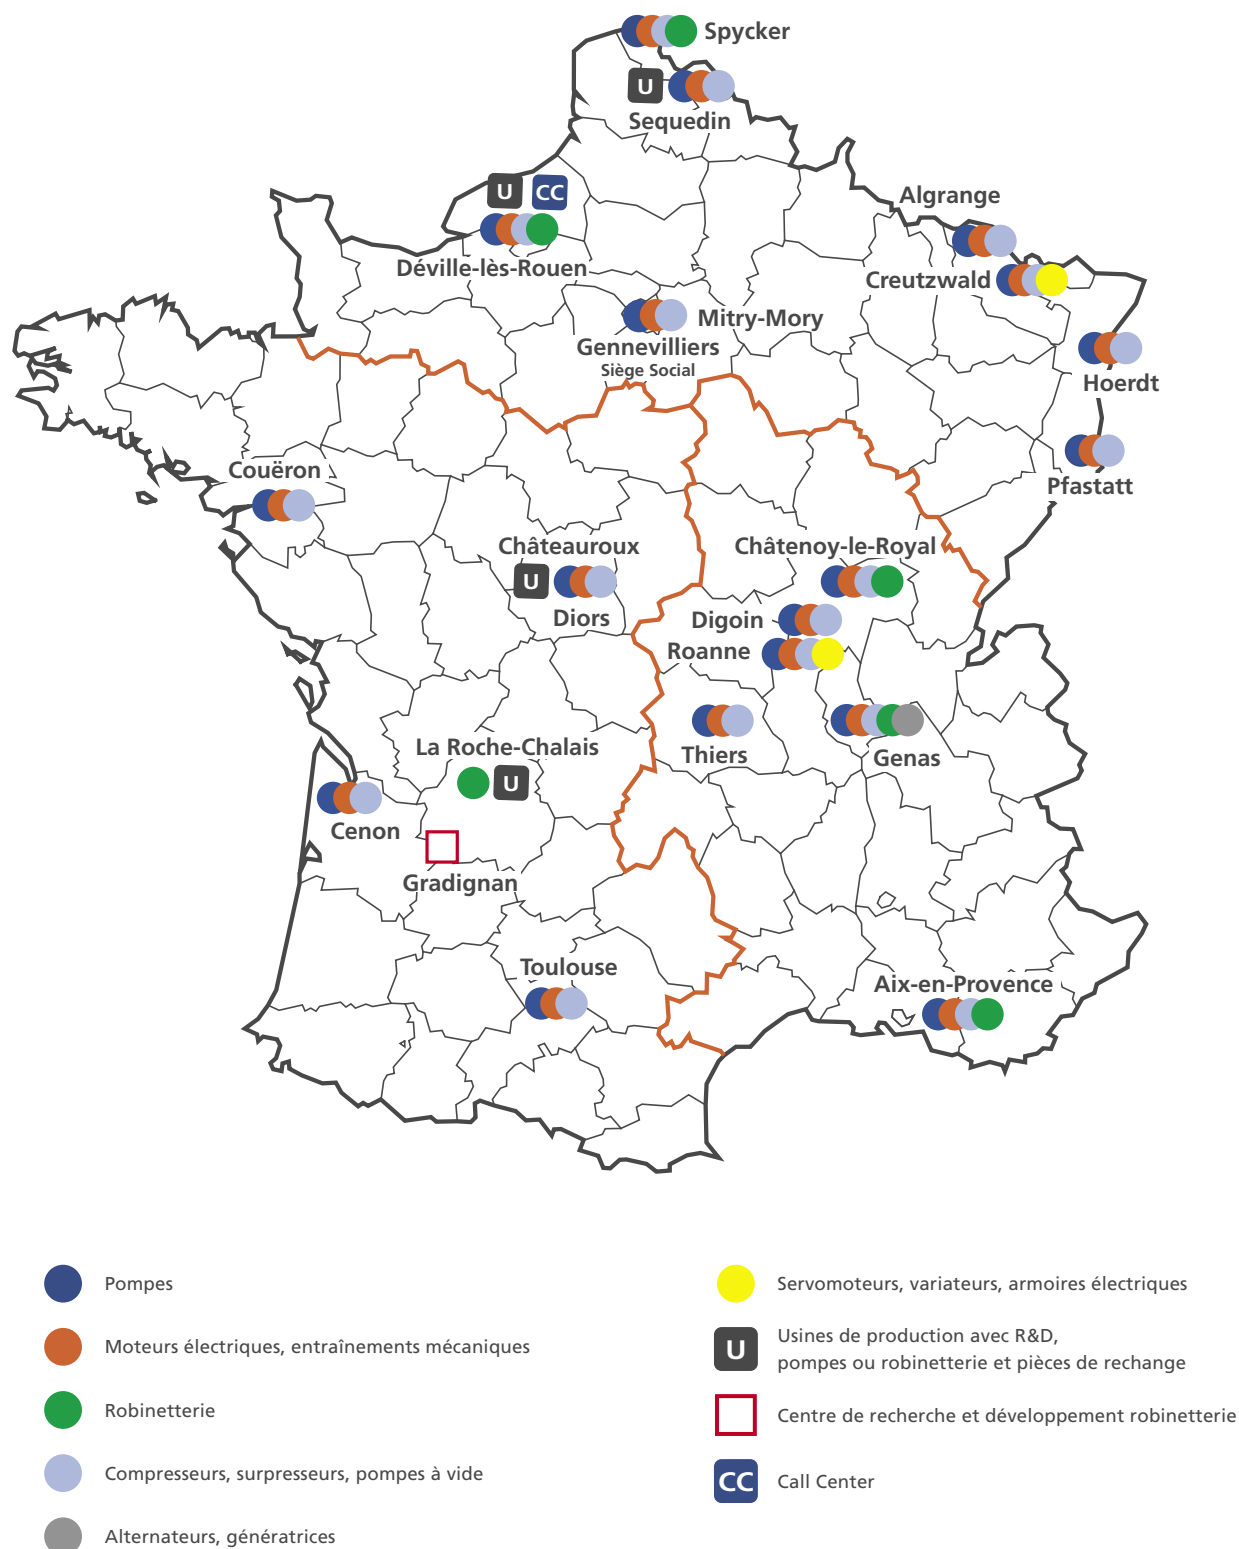 Spycker
U
Sequedin
U CC
Déville-lès-Rouen
Algrange
Creutzwald
Mitry-Mory
Gennevilliers
Siège Social
Hoerdt
Pfastatt
Couëron
Châteauroux
U
Diors
Châtenoy-le-Royal
Digoin
Roanne
Thiers
Genas
La Roche-Chalais
U
Cenon
Gradignan
Toulouse
Aix-en-Provence
Pompes
Moteurs électriques, entraînements mécaniques
Robinetterie
Compresseurs, surpresseurs, pompes à vide
Alternateurs, génératrices
Servomoteurs, variateurs, armoires électriques
U
Usines de production avec R&D,
pompes ou robinetterie et pièces de rechange
Centre de recherche et développement robinetterie
CC Call Center